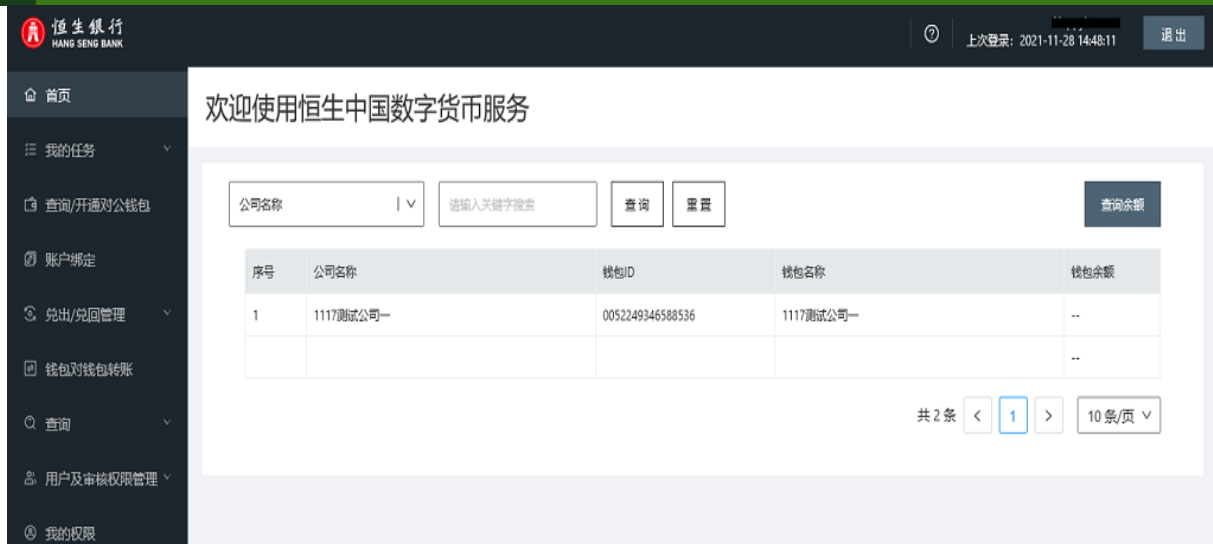 恒生銀行
HANG SENG BANK
上次登录：2021-11-28 14:48:11
退出
首页
我的任务
查询/开通对公钱包
账户绑定
兑出/兑回管理
钱包对钱包转账
查询
用户及审核权限管理
我的权限
欢迎使用恒生中国数字货币服务
公司名称
请输入关键字搜索
查询
重置
查询余额
序号 公司名称 钱包ID 钱包名称 钱包余额
1 1117测试公司一 0052249346588536 1117测试公司一 --
--
共2条 < 1 > 10条/页